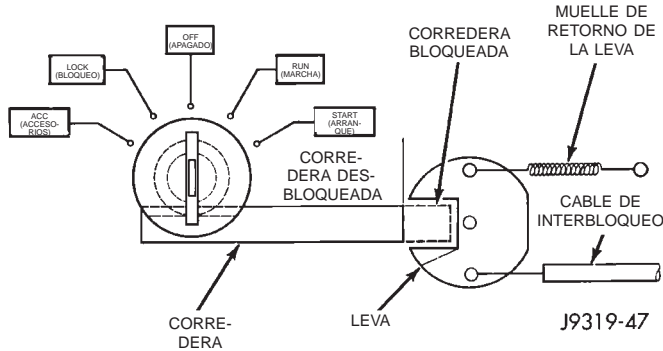 OFF
(APAGADO)
LOCK
(BLOQUEO)
RUN
(MARCHA)
ACC
(ACCESO-
RIOS)
START
(ARRAN-
QUE)
CORREDERA
BLOQUEADA
MUELLE DE
RETORNO DE
LA LEVA
CORRE-
DERA DES-
BLOQUEADA
CABLE DE
INTERBLOQUEO
CORRE-
DERA
LEVA
J9319-47